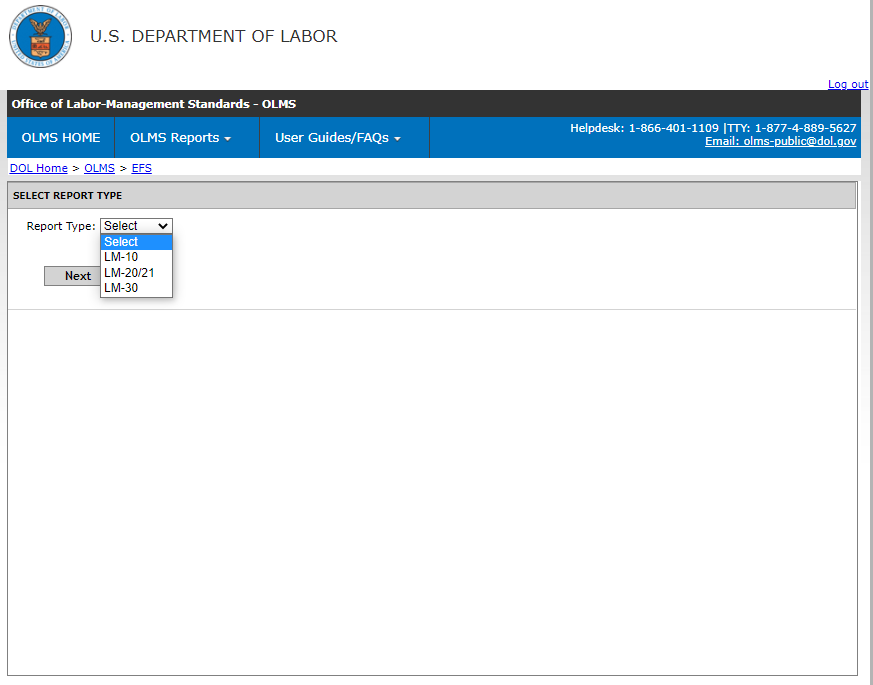 U.S. DEPARTMENT OF LABOR
Log out
Office of Labor-Management Standards - OLMS
OLMS HOME
OLMS Reports
User Guides/FAQs
Helpdesk: 1-866-401-1109 |TTY: 1-877-4-889-5627
Email: olms-public@dol.gov
DOL Home > OLMS > EFS
SELECT REPORT TYPE
Report Type: Select
Select
LM-10
LM-20/21
LM-30
Next